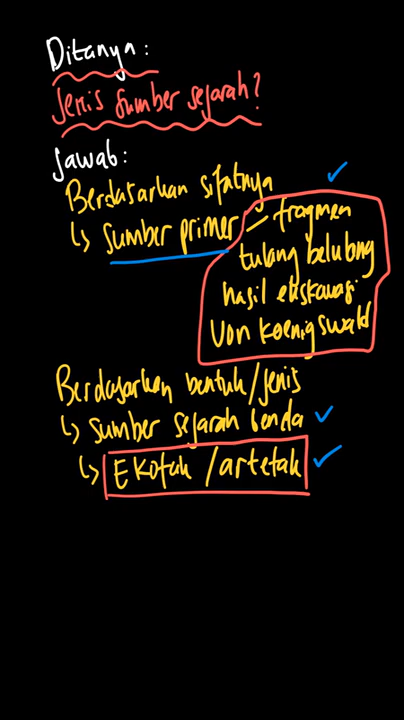 Ditanya:
Jenis sumber sejarah?
Jawab:
Berdasarkan sifatnya
↳ sumber primer – fragmen
tulang belubng
hasil ekskavasi
Von Koenigswald
Berdasarkan bentuk/jenis
↳ sumber sejarah benda ✓
↳ Ekofak/artefak ✓